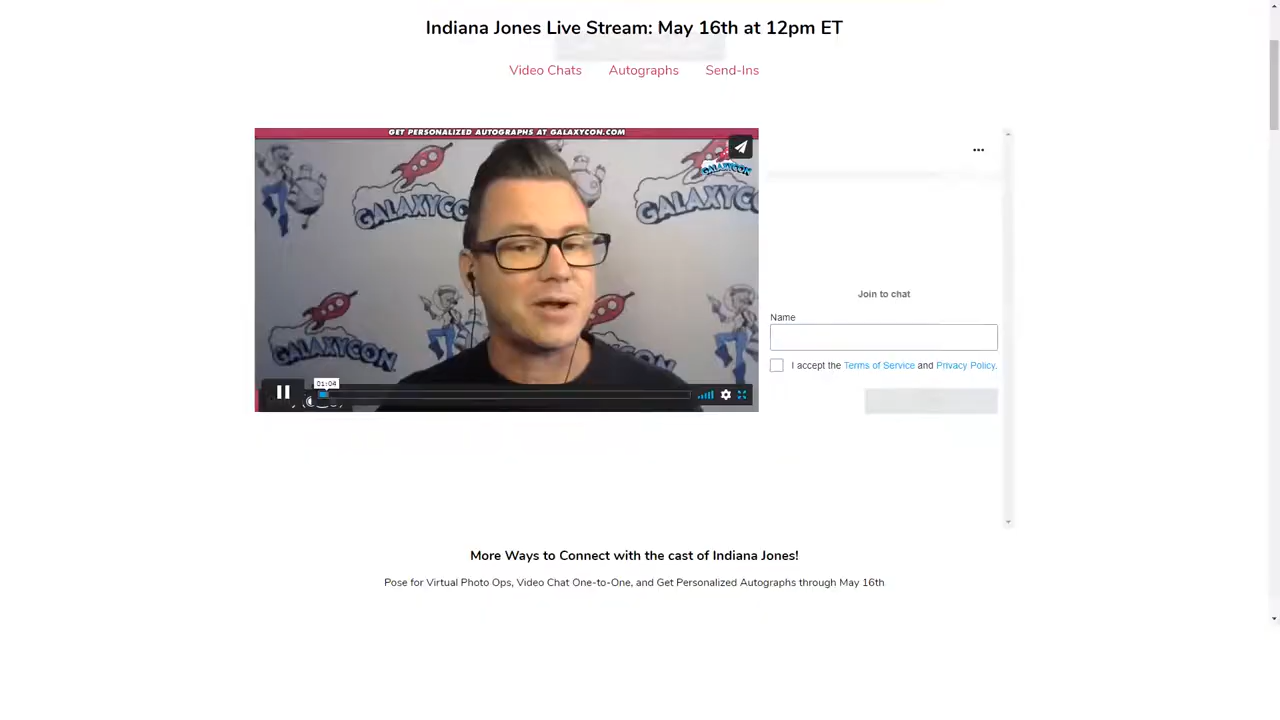 Indiana Jones Live Stream: May 16th at 12pm ET
Video Chats Autographs Send-Ins
GET PERSONALIZED AUTOGRAPHS AT GALAXYCON.COM
GALAXYCON
GALAXYCON
GALAXYCON
GALAXYCON
01:04
Join to chat
Name
I accept the Terms of Service and Privacy Policy.
More Ways to Connect with the cast of Indiana Jones!
Pose for Virtual Photo Ops, Video Chat One-to-One, and Get Personalized Autographs through May 16th